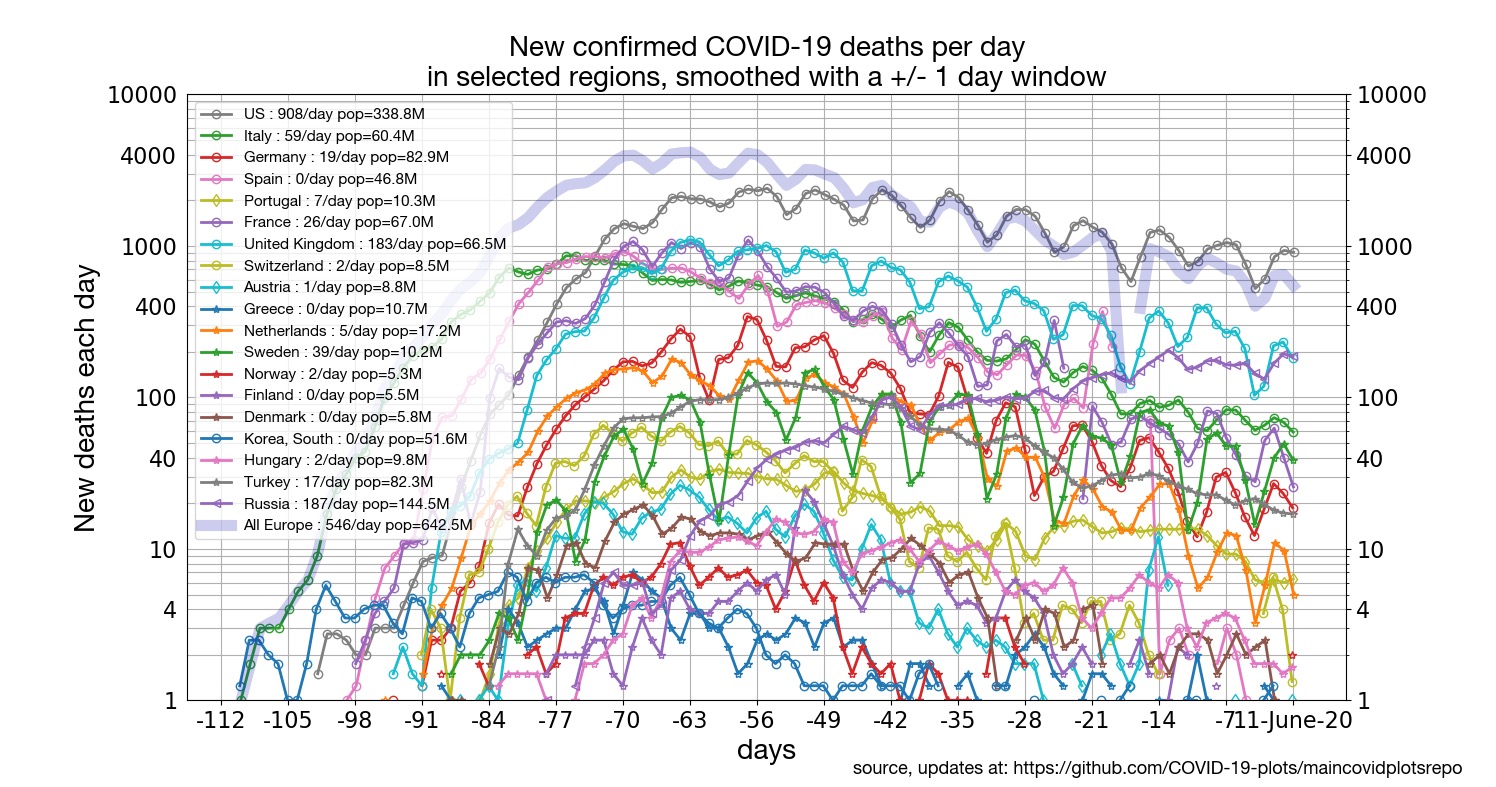 New confirmed COVID-19 deaths per day
in selected regions, smoothed with a +/- 1 day window
10000
4000
1000
400
100
40
10
4
1
New deaths each day
US : 908/day pop=338.8M
Italy : 59/day pop=60.4M
Germany : 19/day pop=82.9M
Spain : 0/day pop=46.8M
Portugal : 7/day pop=10.3M
France : 26/day pop=67.0M
United Kingdom : 183/day pop=66.5M
Switzerland : 2/day pop=8.5M
Austria : 1/day pop=8.8M
Greece : 0/day pop=10.7M
Netherlands : 5/day pop=17.2M
Sweden : 39/day pop=10.2M
Norway : 2/day pop=5.3M
Finland : 0/day pop=5.5M
Denmark : 0/day pop=5.8M
Korea, South : 0/day pop=51.6M
Hungary : 2/day pop=9.8M
Turkey : 17/day pop=82.3M
Russia : 187/day pop=144.5M
All Europe : 546/day pop=642.5M
10000
4000
1000
400
100
40
10
4
1
-112 -105 -98 -91 -84 -77 -70 -63 -56 -49 -42 -35 -28 -21 -14 -7 11-June-20
days
source, updates at: https://github.com/COVID-19-plots/maincovidplotsrepo